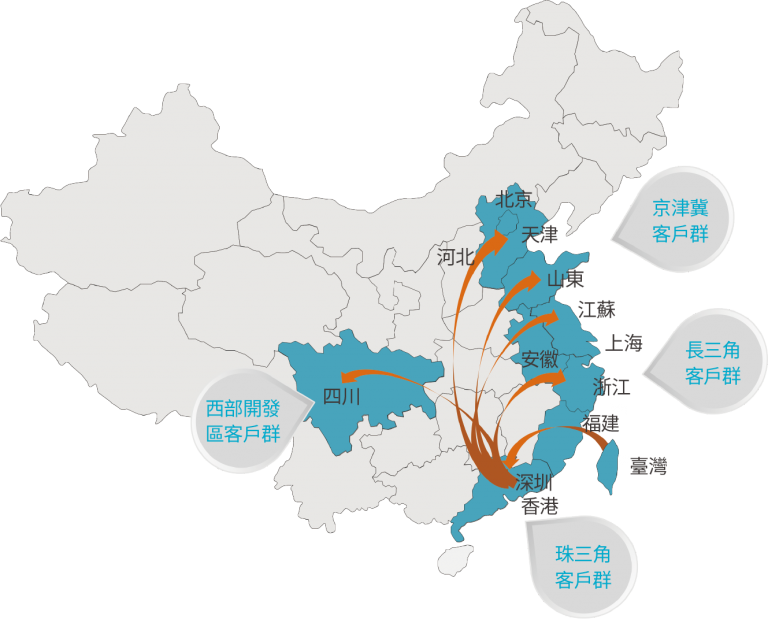 北京
京津冀
客戶群
天津
河北
山東
江蘇
上海
長三角
客戶群
安徽
浙江
四川
西部開發
區客戶群
福建
臺灣
深圳
香港
珠三角
客戶群